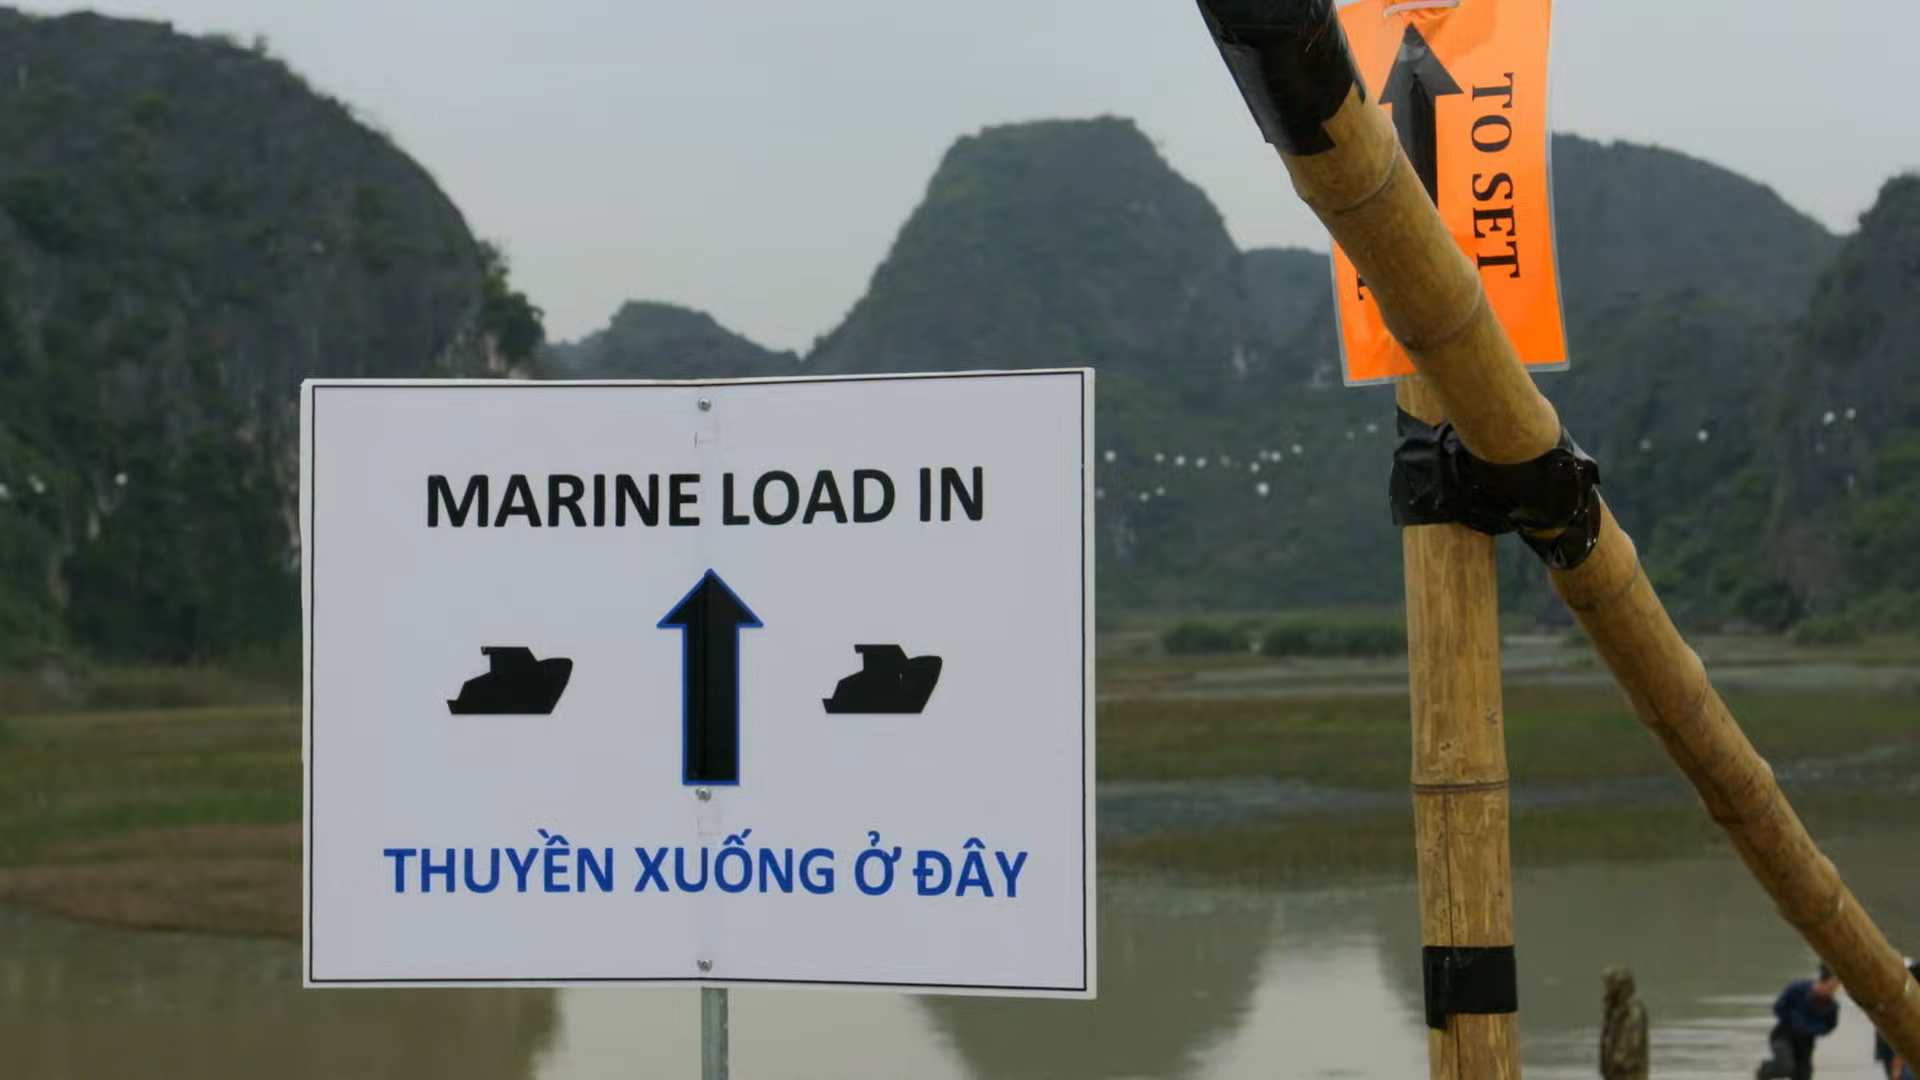 MARINE LOAD IN
THUYỀN XUỐNG Ở ĐÂY
TO SET